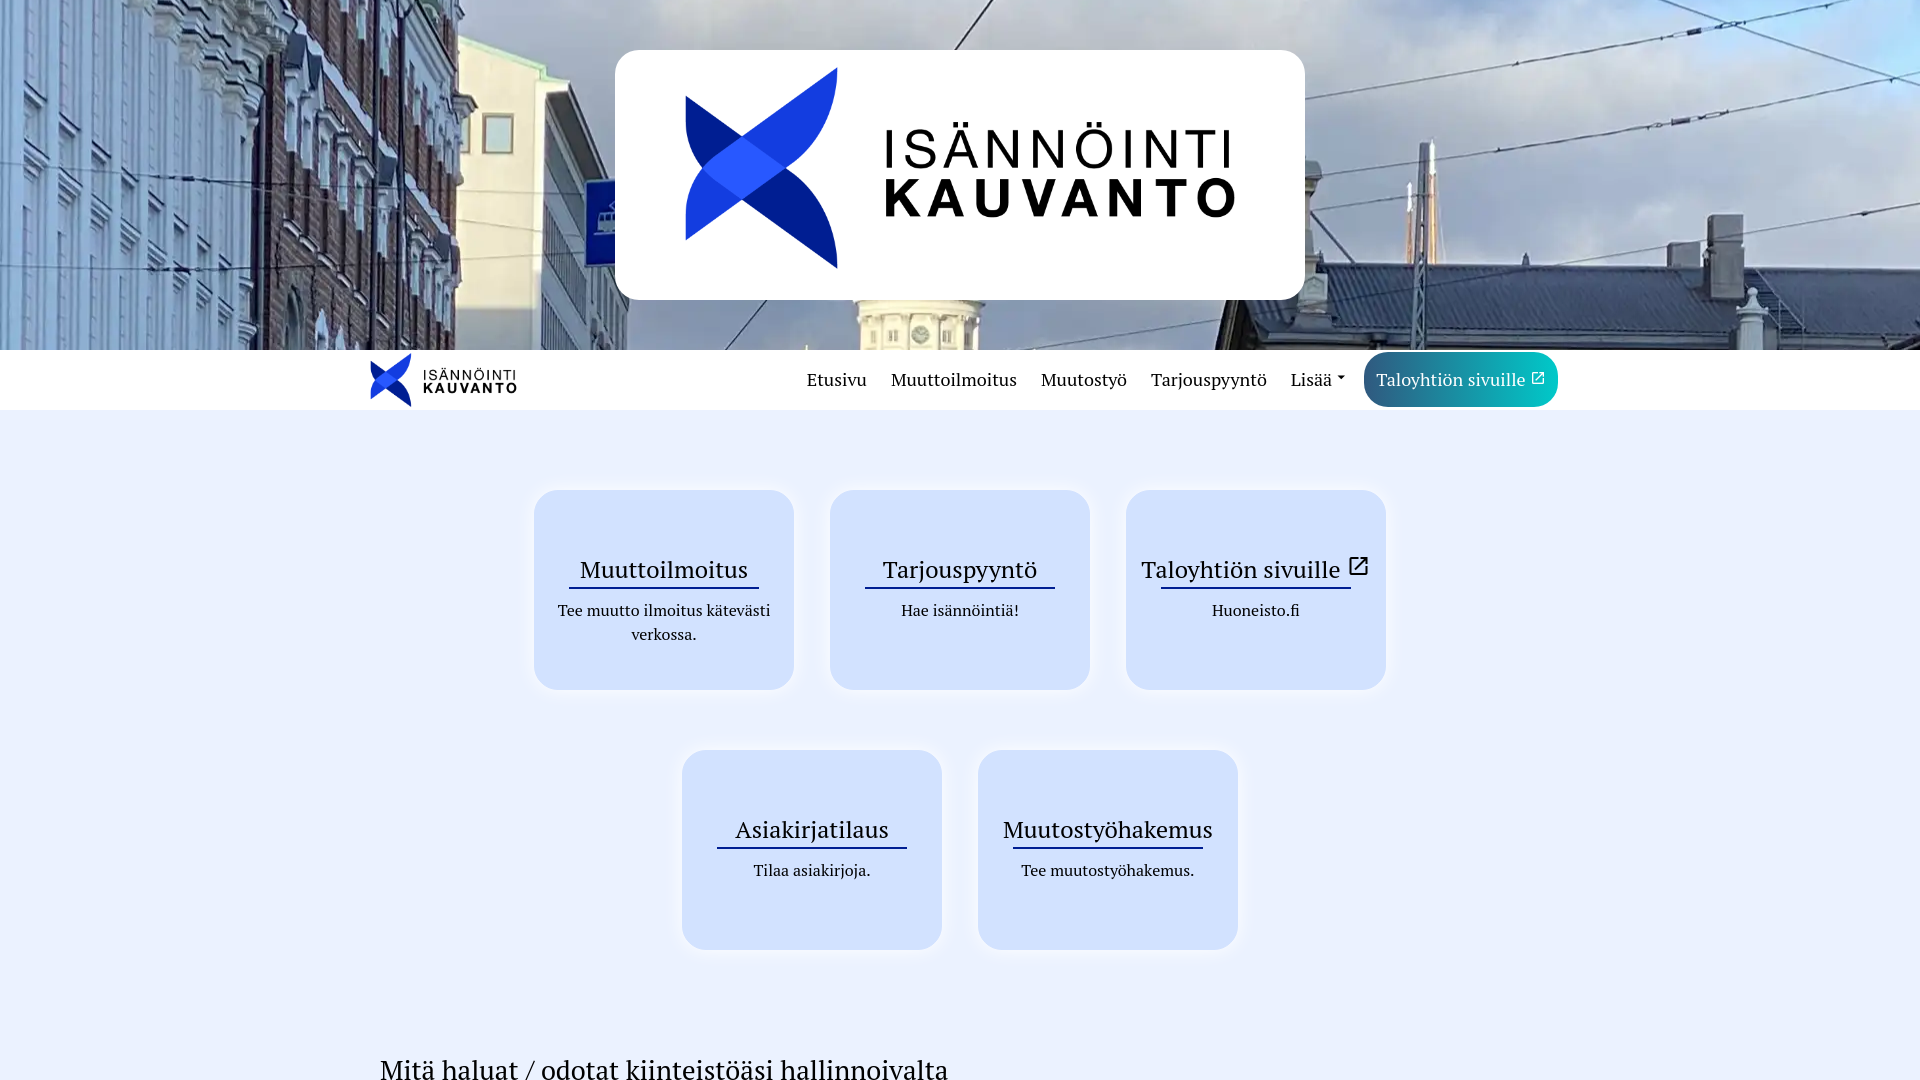 ISÄNNÖINTI
KAUVANTO
ISÄNNÖINTI
KAUVANTO
Etusivu
Muuttoilmoitus
Muutostyö
Tarjouspyyntö
Lisää
Taloyhtiön sivuille
Muuttoilmoitus
Tee muutto ilmoitus kätevästi
verkossa.
Tarjouspyyntö
Hae isännöintiä!
Taloyhtiön sivuille
Huoneisto.fi
Asiakirjatilaus
Tilaa asiakirjoja.
Muutostyöhakemus
Tee muutostyöhakemus.
Mitä haluat / odotat kiinteistöäsi hallinnoivalta